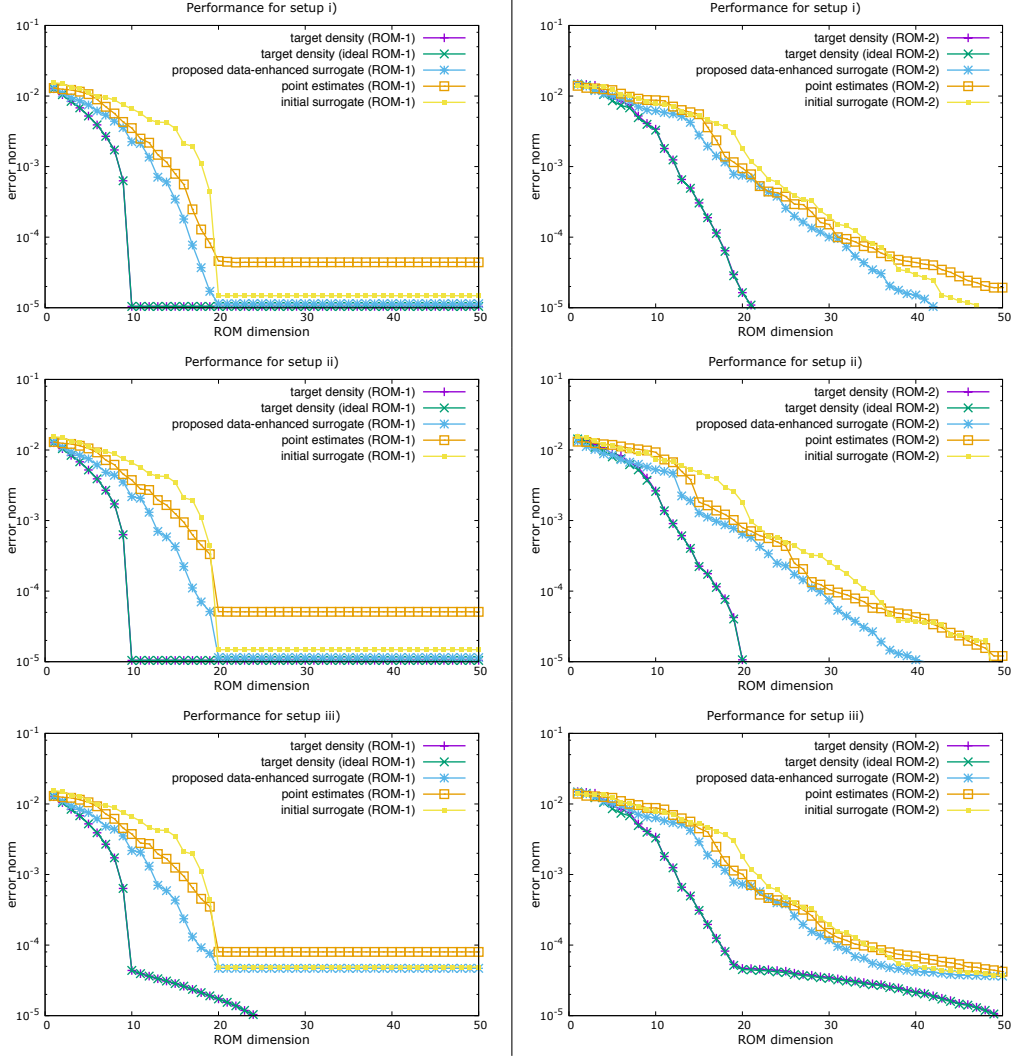 Performance for setup i)
10^-1
10^-2
10^-3
10^-4
10^-5
error norm
target density (ROM-1)
target density (ideal ROM-1)
proposed data-enhanced surrogate (ROM-1)
point estimates (ROM-1)
initial surrogate (ROM-1)
0 10 20 30 40 50
ROM dimension
Performance for setup i)
10^-1
10^-2
10^-3
10^-4
10^-5
error norm
target density (ROM-2)
target density (ideal ROM-2)
proposed data-enhanced surrogate (ROM-2)
point estimates (ROM-2)
initial surrogate (ROM-2)
0 10 20 30 40 50
ROM dimension
Performance for setup ii)
10^-1
10^-2
10^-3
10^-4
10^-5
error norm
target density (ROM-1)
target density (ideal ROM-1)
proposed data-enhanced surrogate (ROM-1)
point estimates (ROM-1)
initial surrogate (ROM-1)
0 10 20 30 40 50
ROM dimension
Performance for setup ii)
10^-1
10^-2
10^-3
10^-4
10^-5
error norm
target density (ROM-2)
target density (ideal ROM-2)
proposed data-enhanced surrogate (ROM-2)
point estimates (ROM-2)
initial surrogate (ROM-2)
0 10 20 30 40 50
ROM dimension
Performance for setup iii)
10^-1
10^-2
10^-3
10^-4
10^-5
error norm
target density (ROM-1)
target density (ideal ROM-1)
proposed data-enhanced surrogate (ROM-1)
point estimates (ROM-1)
initial surrogate (ROM-1)
0 10 20 30 40 50
ROM dimension
Performance for setup iii)
10^-1
10^-2
10^-3
10^-4
10^-5
error norm
target density (ROM-2)
target density (ideal ROM-2)
proposed data-enhanced surrogate (ROM-2)
point estimates (ROM-2)
initial surrogate (ROM-2)
0 10 20 30 40 50
ROM dimension